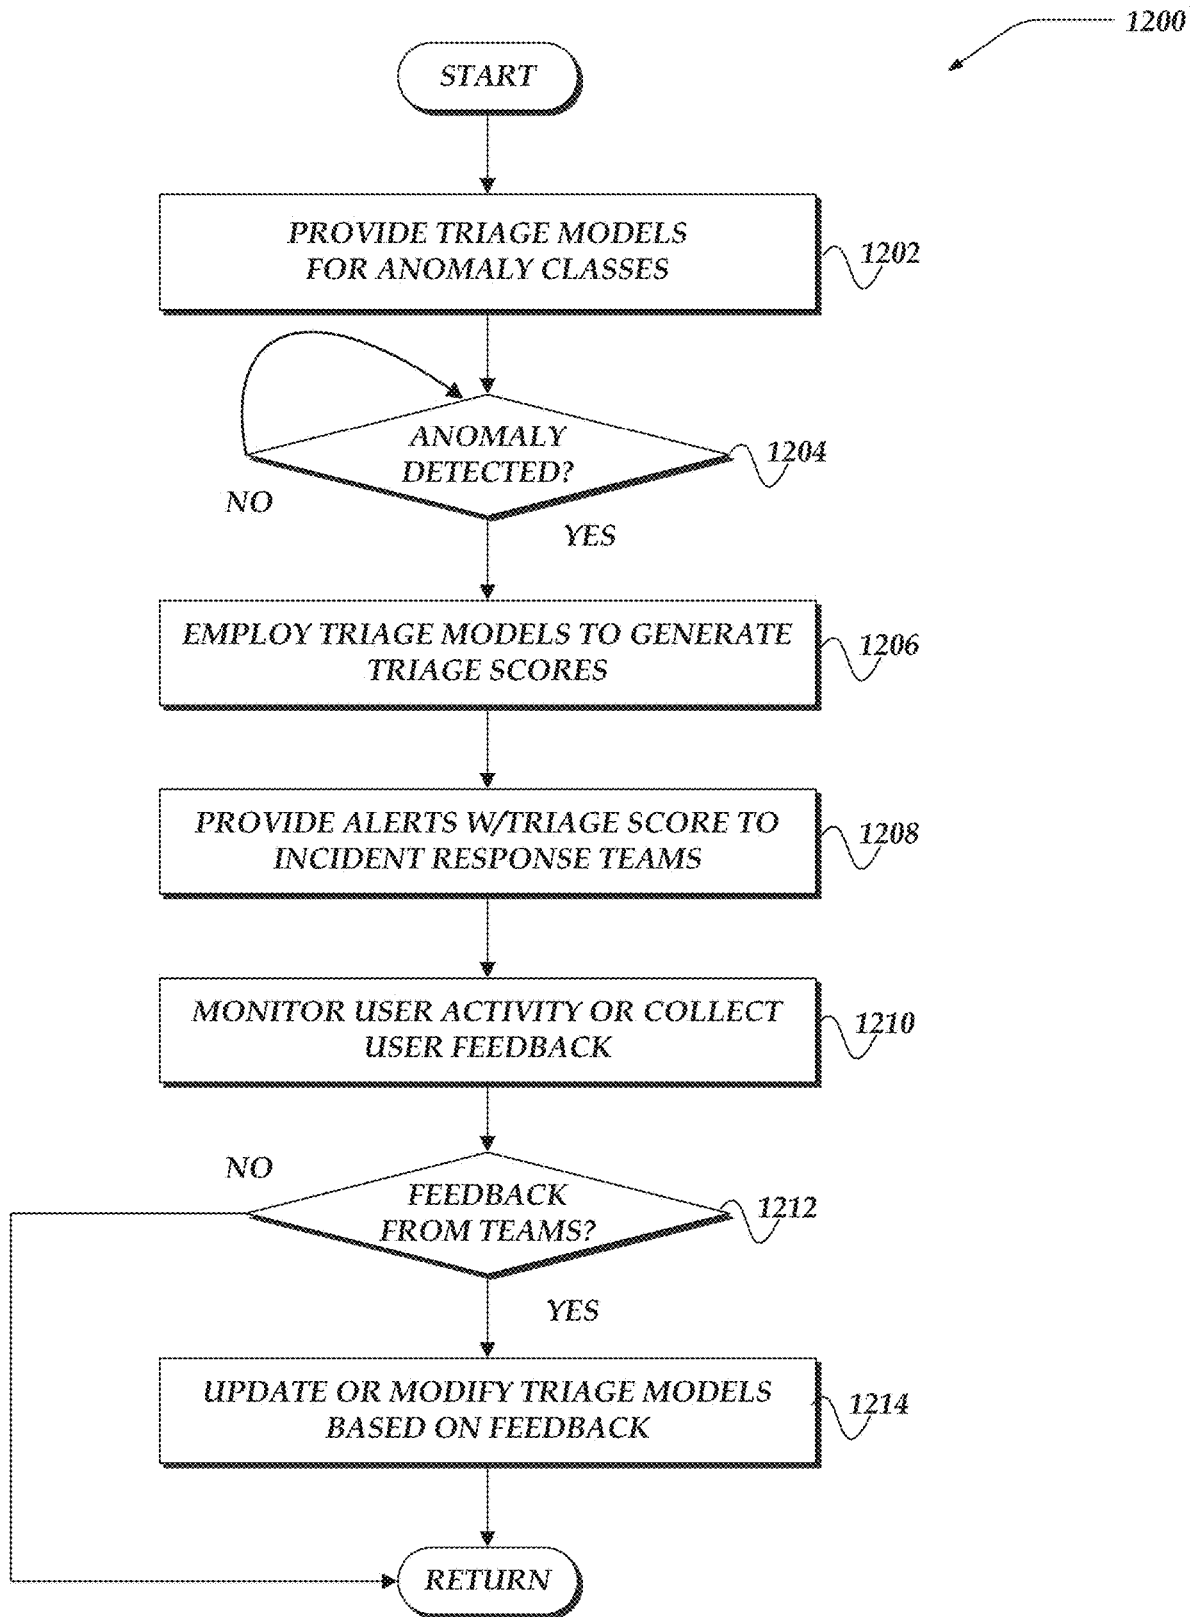 1200
START
PROVIDE TRIAGE MODELS
FOR ANOMALY CLASSES
1202
ANOMALY
DETECTED?
1204
NO
YES
EMPLOY TRIAGE MODELS TO GENERATE
TRIAGE SCORES
1206
PROVIDE ALERTS W/TRIAGE SCORE TO
INCIDENT RESPONSE TEAMS
1208
MONITOR USER ACTIVITY OR COLLECT
USER FEEDBACK
1210
NO
FEEDBACK
FROM TEAMS?
1212
YES
UPDATE OR MODIFY TRIAGE MODELS
BASED ON FEEDBACK
1214
RETURN